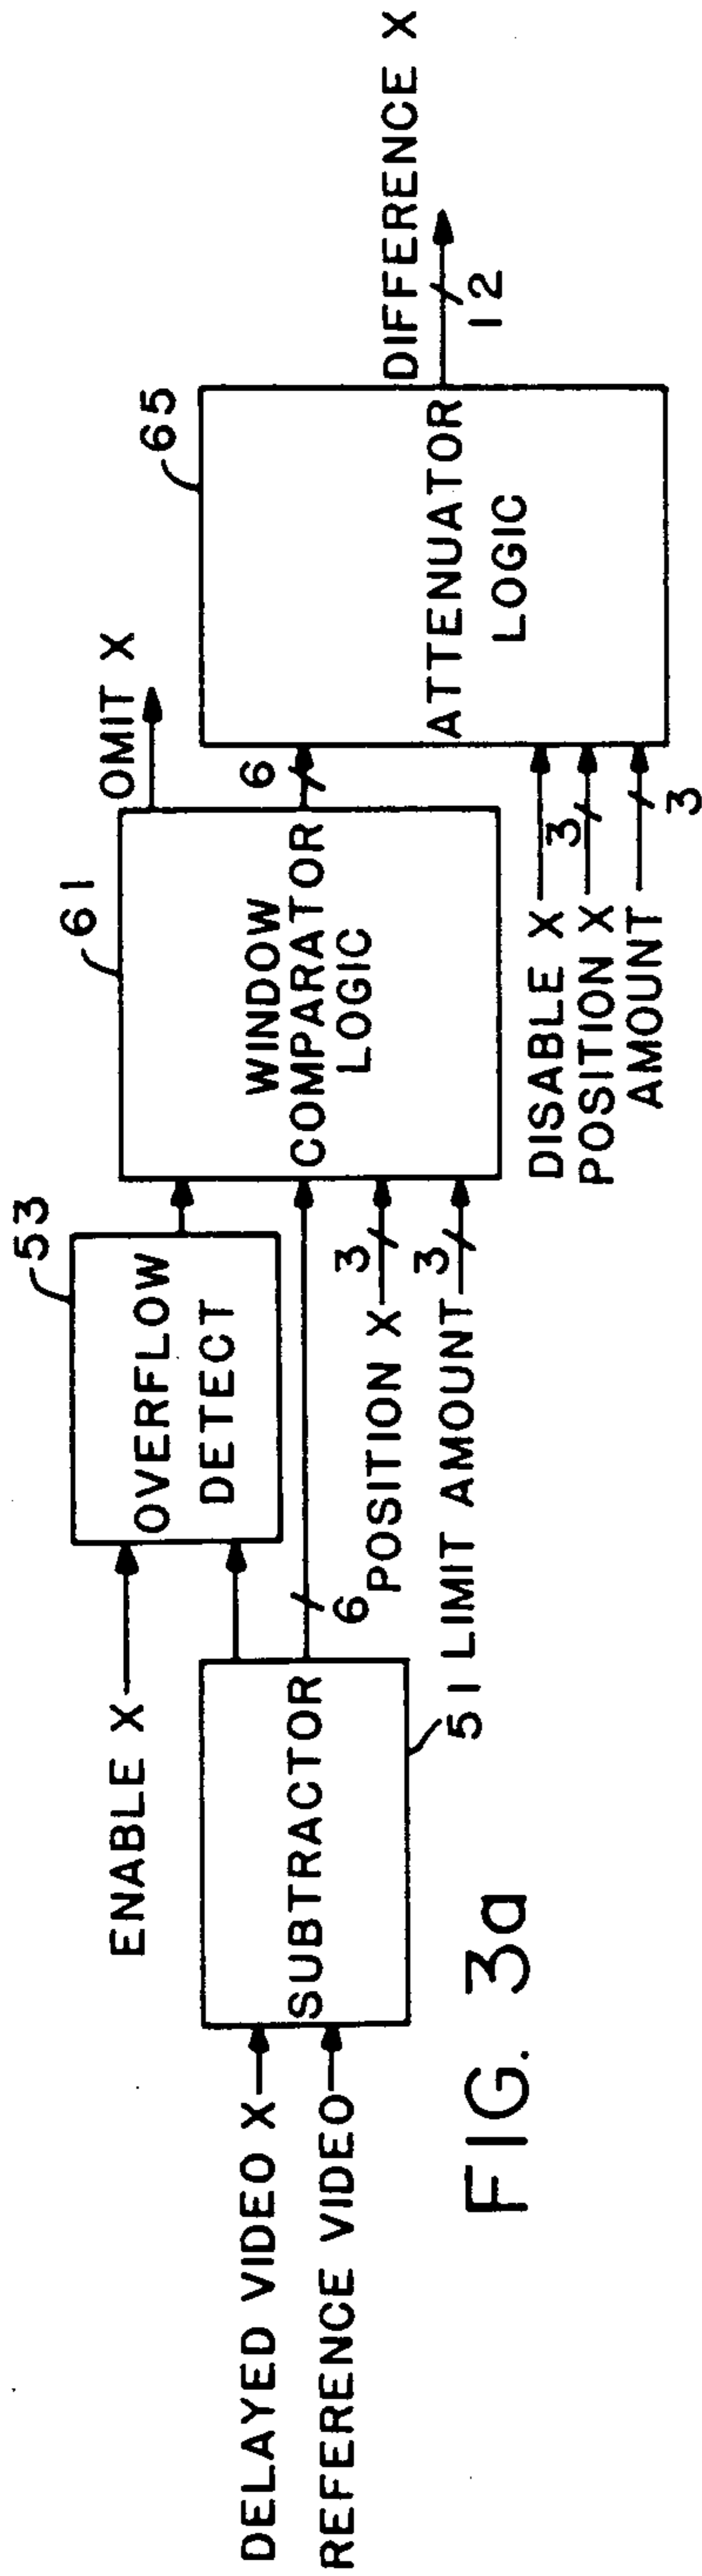 DELAYED VIDEO X
REFERENCE VIDEO
ENABLE X
SUBTRACTOR
51
6
OVERFLOW
DETECT
53
POSITION X
3
LIMIT AMOUNT
3
WINDOW
COMPARATOR
LOGIC
61
OMIT X
6
DISABLE X
POSITION X
3
AMOUNT
3
ATTENUATOR
LOGIC
65
DIFFERENCE X
12
FIG. 3a